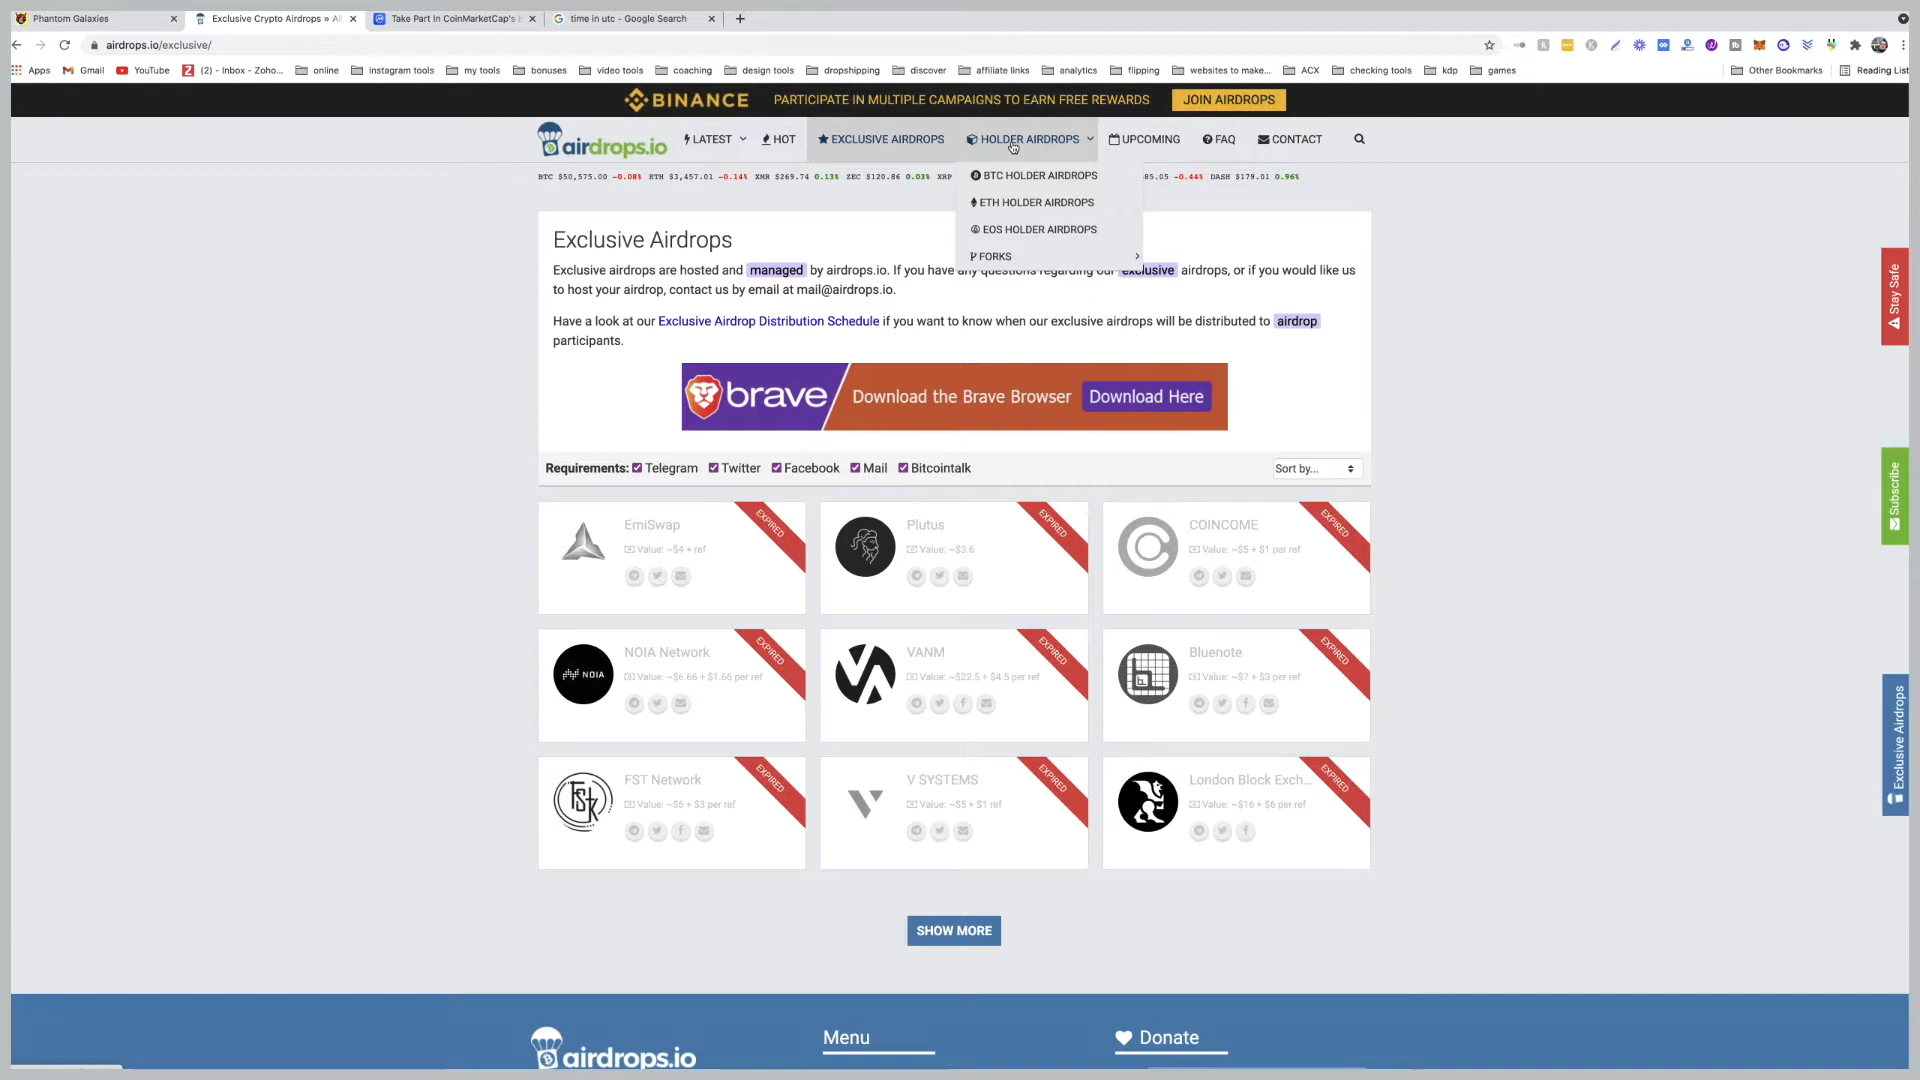 Phantom Galaxies
Exclusive Crypto Airdrops » Al
Take Part In CoinMarketCap's E
time in utc - Google Search
airdrops.io/exclusive/
Apps
Gmail
YouTube
(2) - Inbox - Zoho...
online
instagram tools
my tools
bonuses
video tools
coaching
design tools
dropshipping
discover
affiliate links
analytics
flipping
websites to make...
ACX
checking tools
kdp
games
Other Bookmarks
Reading List
BINANCE PARTICIPATE IN MULTIPLE CAMPAIGNS TO EARN FREE REWARDS JOIN AIRDROPS
airdrops.io LATEST HOT EXCLUSIVE AIRDROPS HOLDER AIRDROPS UPCOMING FAQ CONTACT
BTC $50,575.00 -0.08% ETH $3,457.01 -0.14% XMR $269.74 0.13% ZEC $120.86 0.03% XRP
85.05 -0.44% DASH $179.01 0.96%
BTC HOLDER AIRDROPS
ETH HOLDER AIRDROPS
EOS HOLDER AIRDROPS
FORKS
Exclusive Airdrops
Exclusive airdrops are hosted and managed by airdrops.io. If you have any questions regarding our exclusive airdrops, or if you would like us
to host your airdrop, contact us by email at mail@airdrops.io.
Have a look at our Exclusive Airdrop Distribution Schedule if you want to know when our exclusive airdrops will be distributed to airdrop
participants.
brave Download the Brave Browser Download Here
Requirements: Telegram Twitter Facebook Mail Bitcointalk
Sort by...
EmiSwap
Value: ~$4 + ref
EXPIRED
Plutus
Value: ~$3.6
EXPIRED
COINCOME
Value: ~$5 + $1 per ref
EXPIRED
NOIA
NOIA Network
Value: ~$6.66 + $1.66 per ref
EXPIRED
VANM
Value: ~$22.5 + $4.5 per ref
EXPIRED
Bluenote
Value: ~$7 + $3 per ref
EXPIRED
FST Network
Value: ~$6 + $3 per ref
EXPIRED
V SYSTEMS
Value: ~$5 + $1 ref
EXPIRED
London Block Exch...
Value: ~$16 + $6 per ref
EXPIRED
SHOW MORE
Stay Safe
Subscribe
Exclusive Airdrops
airdrops.io
Menu
Donate